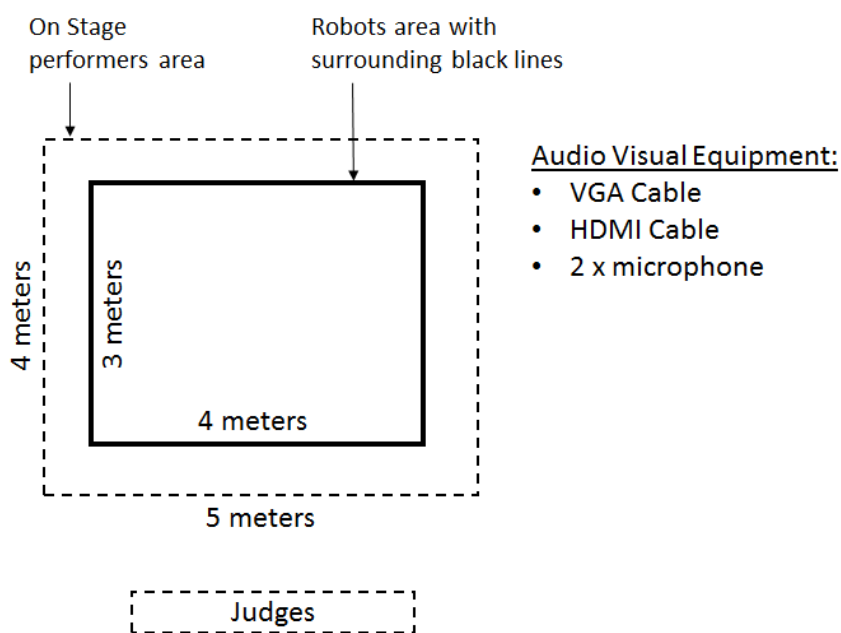 On Stage
performers area
Robots area with
surrounding black lines
Audio Visual Equipment:
• VGA Cable
• HDMI Cable
• 2 x microphone
4 meters
3 meters
4 meters
5 meters
Judges